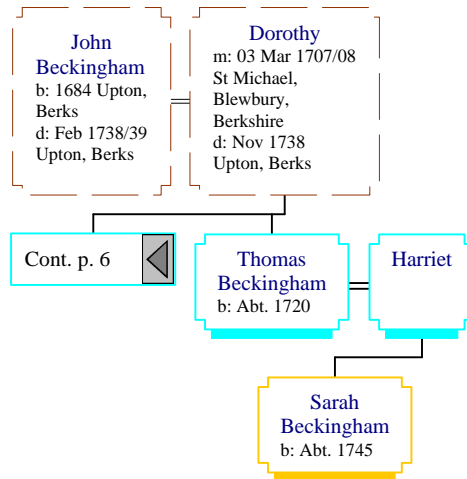 John
Beckingham
b: 1684 Upton,
Berks
d: Feb 1738/39
Upton, Berks
Dorothy
m: 03 Mar 1707/08
St Michael,
Blewbury,
Berkshire
d: Nov 1738
Upton, Berks
Cont. p. 6
Thomas
Beckingham
b: Abt. 1720
Harriet
Sarah
Beckingham
b: Abt. 1745